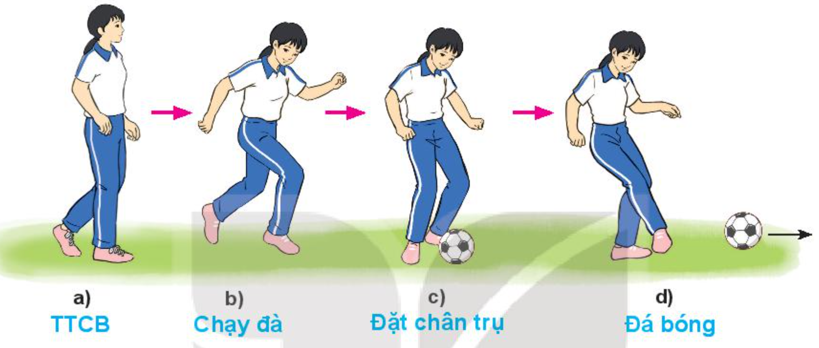 a)
TTCB
b)
Chạy đà
c)
Đặt chân trụ
d)
Đá bóng